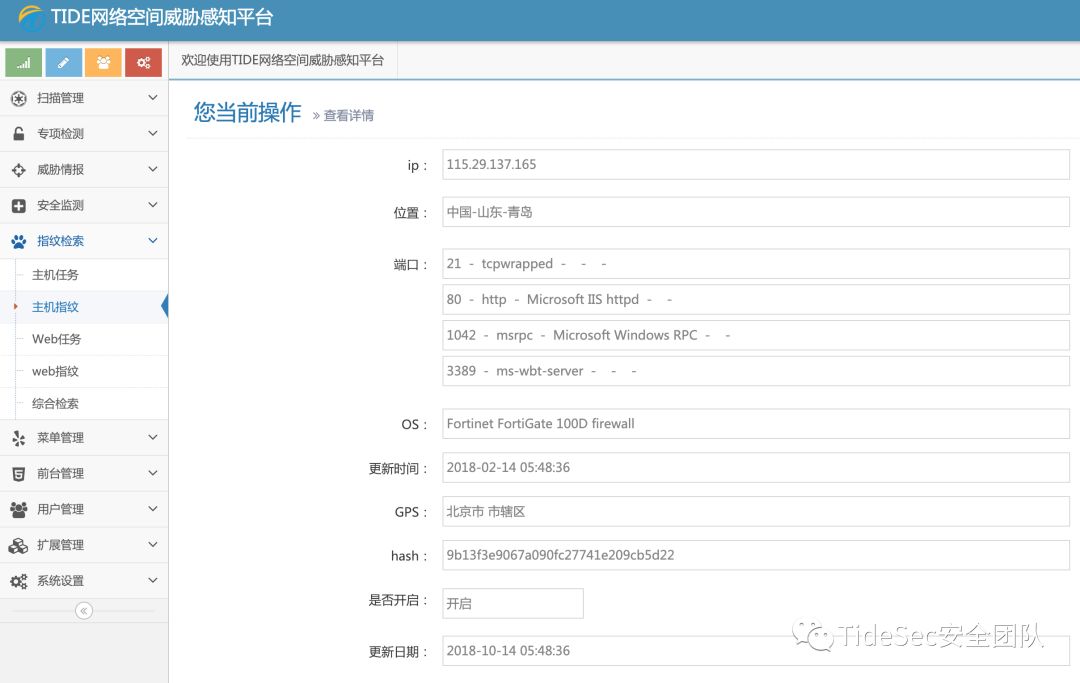 TIDE网络空间威胁感知平台
欢迎使用TIDE网络空间威胁感知平台
扫描管理
专项检测
威胁情报
安全监测
指纹检索
主机任务
主机指纹
Web任务
web指纹
综合检索
菜单管理
前台管理
用户管理
扩展管理
系统设置
您当前操作 » 查看详情
ip： 115.29.137.165
位置： 中国-山东-青岛
端口： 21 - tcpwrapped - - -
80 - http - Microsoft IIS httpd - -
1042 - msrpc - Microsoft Windows RPC - -
3389 - ms-wbt-server - - -
OS： Fortinet FortiGate 100D firewall
更新时间： 2018-02-14 05:48:36
GPS： 北京市 市辖区
hash： 9b13f3e9067a090fc27741e209cb5d22
是否开启： 开启
更新日期： 2018-10-14 05:48:36
TideSec安全团队